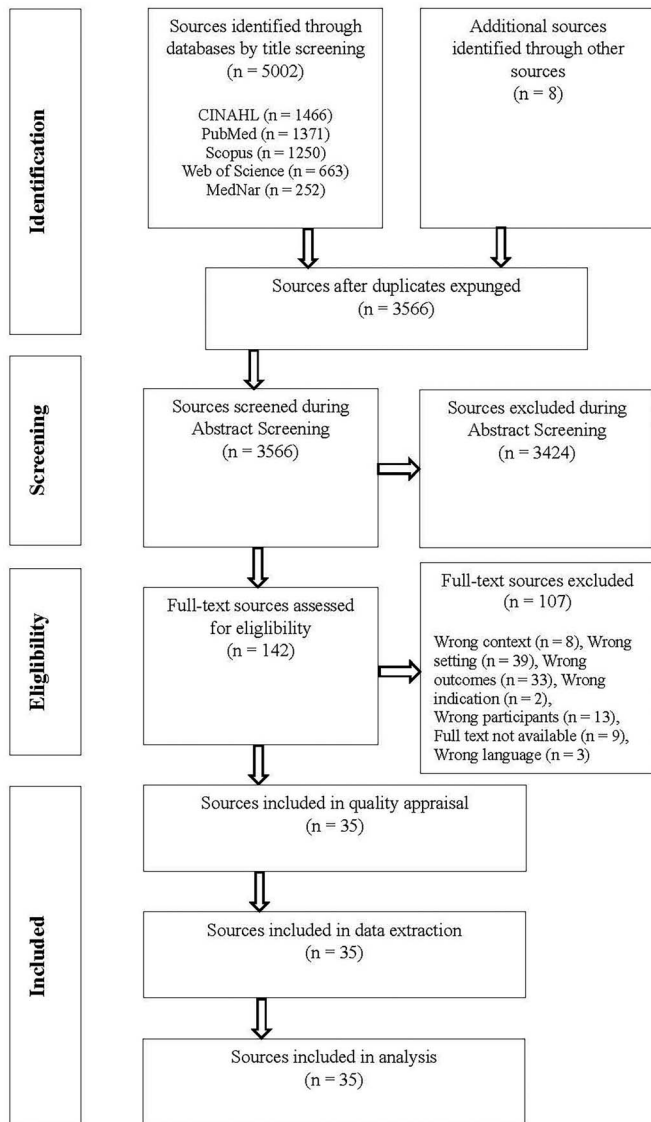 Identification
Sources identified through
databases by title screening
(n = 5002)
CINAHL (n = 1466)
PubMed (n = 1371)
Scopus (n = 1250)
Web of Science (n = 663)
MedNar (n = 252)
Additional sources
identified through other
sources
(n = 8)
Sources after duplicates expunged
(n = 3566)
Screening
Sources screened during
Abstract Screening
(n = 3566)
Sources excluded during
Abstract Screening
(n = 3424)
Eligibility
Full-text sources assessed
for eliglibility
(n = 142)
Full-text sources excluded
(n = 107)
Wrong context (n = 8), Wrong
setting (n = 39), Wrong
outcomes (n = 33), Wrong
indication (n = 2),
Wrong participants (n = 13),
Full text not available (n = 9),
Wrong language (n = 3)
Included
Sources included in quality appraisal
(n = 35)
Sources included in data extraction
(n = 35)
Sources included in analysis
(n = 35)